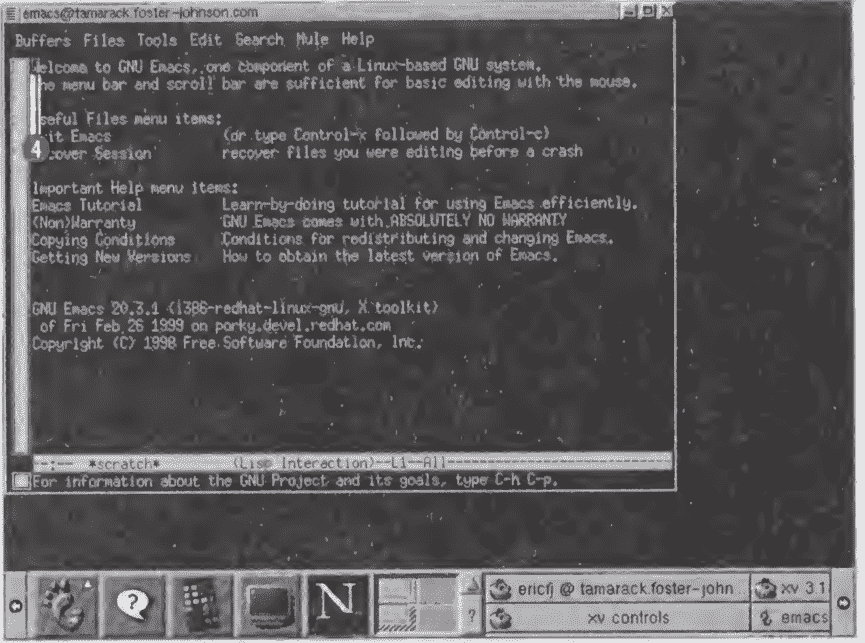 emacs@tamarack.foster-johnson.com
Buffers Files Tools Edit Search Mule Help
Welcome to GNU Emacs, one component of a Linux-based GNU system.
he menu bar and scroll bar are sufficient for basic editing with the mouse.
seful Files menu items:
xit Emacs (or type Control-x followed by Control-c)
4 cover Session recover files you were editing before a crash
Important Help menu items:
Emacs Tutorial Learn-by-doing tutorial for using Emacs efficiently.
(Non)Warranty GNU Emacs comes with ABSOLUTELY NO WARRANTY
Copying Conditions Conditions for redistributing and changing Emacs.
Getting New Versions How to obtain the latest version of Emacs.
GNU Emacs 20.3.1 (i386-redhat-linux-gnu, X toolkit)
of Fri Feb 26 1999 on porky.devel.redhat.com
Copyright (C) 1998 Free Software Foundation, Inc.
--:-- *scratch* (Lisp Interaction)--L1--All
For information about the GNU Project and its goals, type C-h C-p.
? N ericfj @ tamarack.foster-john xv 3.1
? xv controls emacs